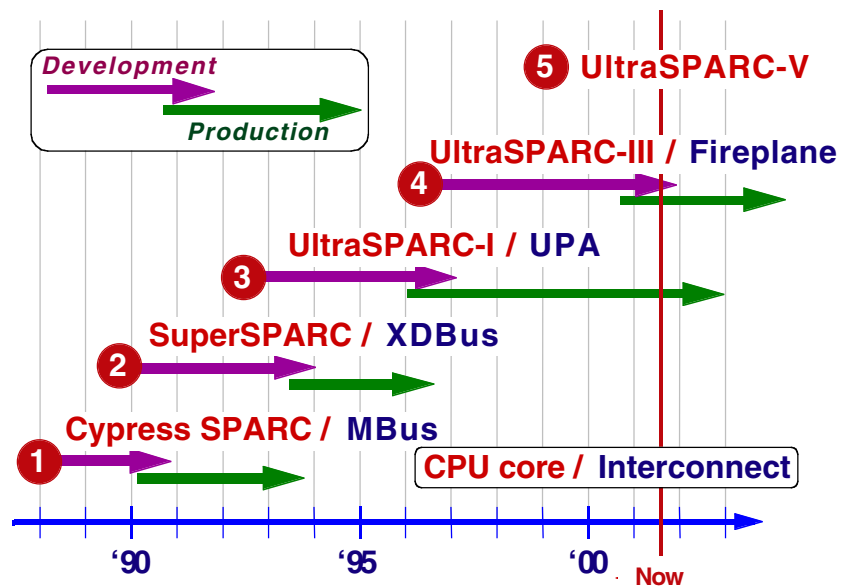 Development
Production
5 UltraSPARC-V
UltraSPARC-III / Fireplane
4
UltraSPARC-I / UPA
3
SuperSPARC / XDBus
2
Cypress SPARC / MBus
1
CPU core / Interconnect
‘90 ‘95 ‘00
Now